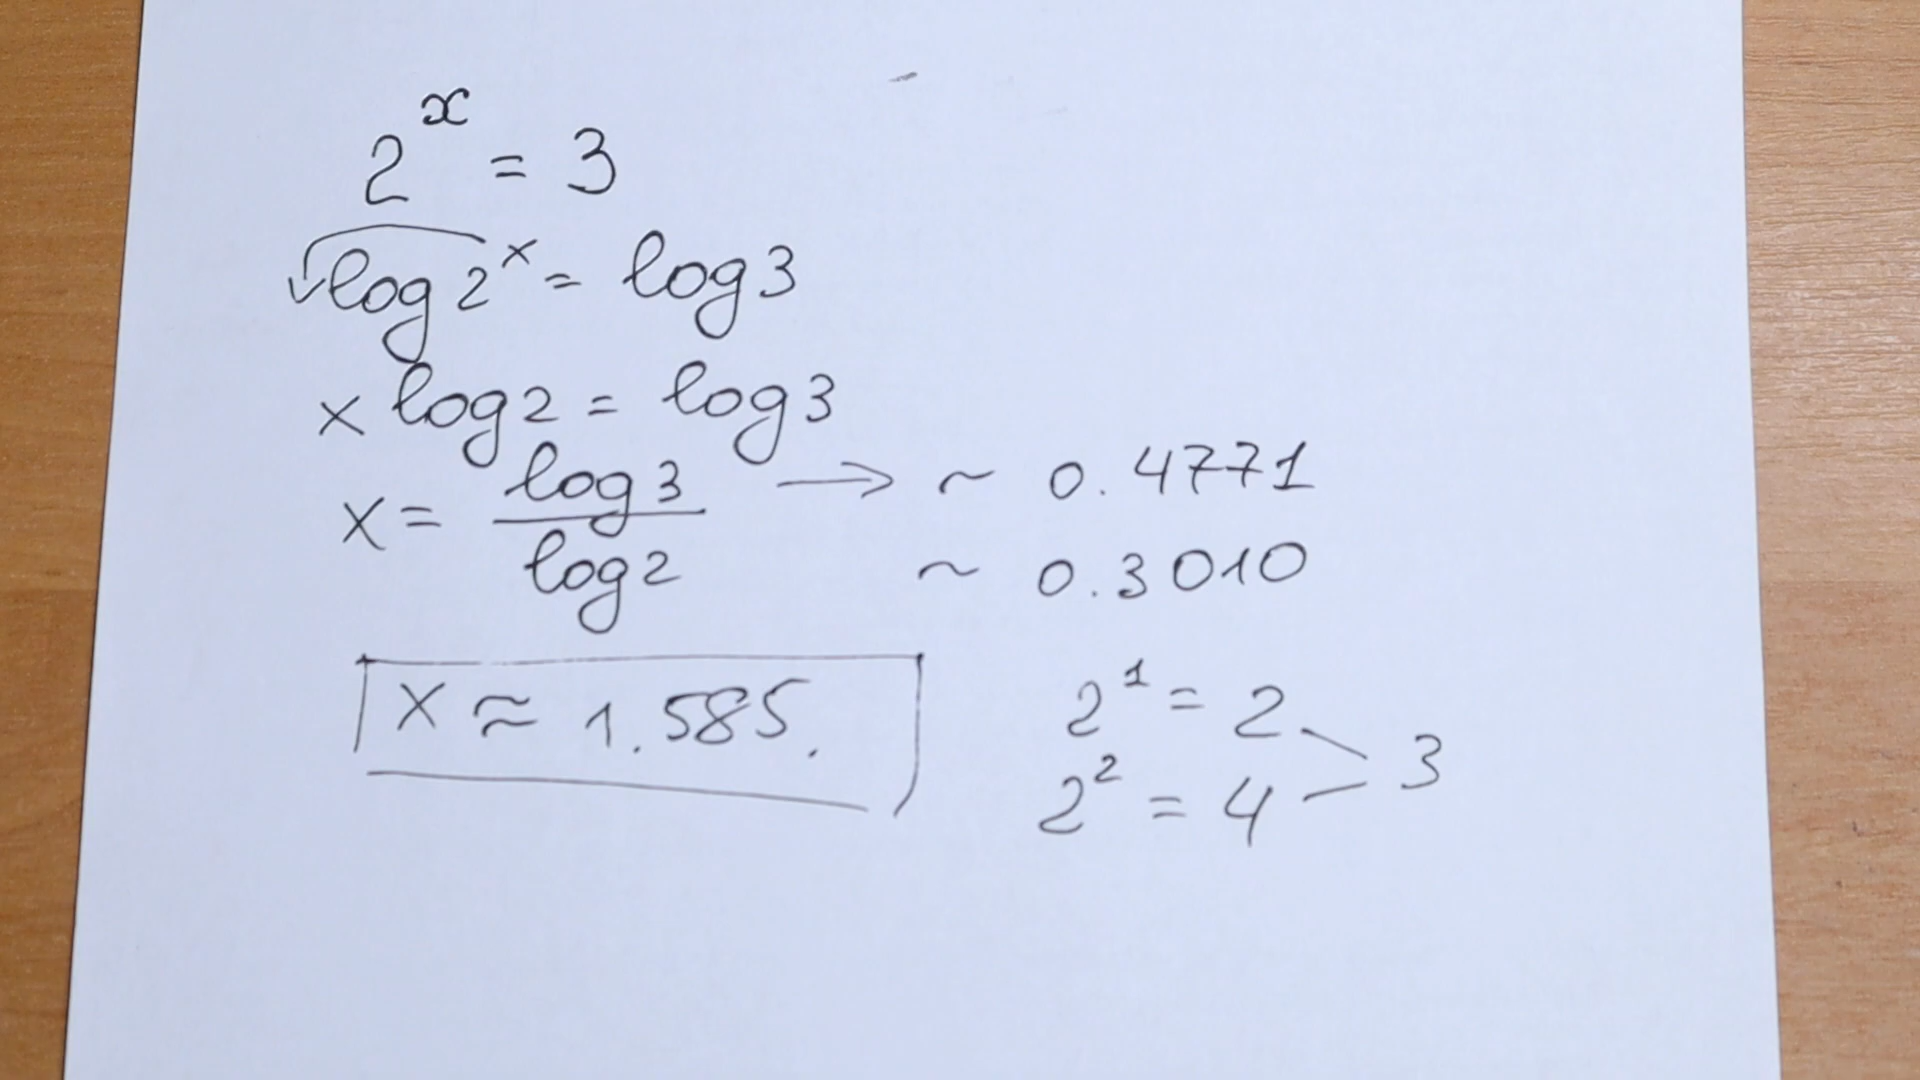 2^x = 3
log 2^x = log 3
x log 2 = log 3
x = log 3 / log 2 → ~ 0.4771
~ 0.3010
x ≈ 1.585.
2^1 = 2
2^2 = 4
3